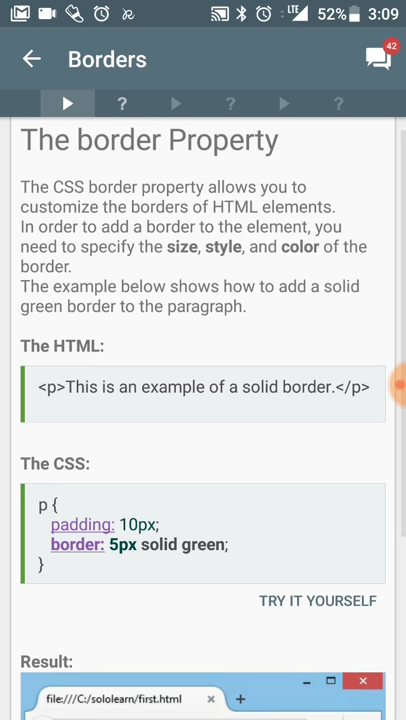 LTE 52% 3:09
Borders
42
? ? ?
The border Property
The CSS border property allows you to
customize the borders of HTML elements.
In order to add a border to the element, you
need to specify the size, style, and color of the
border.
The example below shows how to add a solid
green border to the paragraph.
The HTML:
<p>This is an example of a solid border.</p>
The CSS:
p {
padding: 10px;
border: 5px solid green;
}
TRY IT YOURSELF
Result:
file:///C:/sololearn/first.html